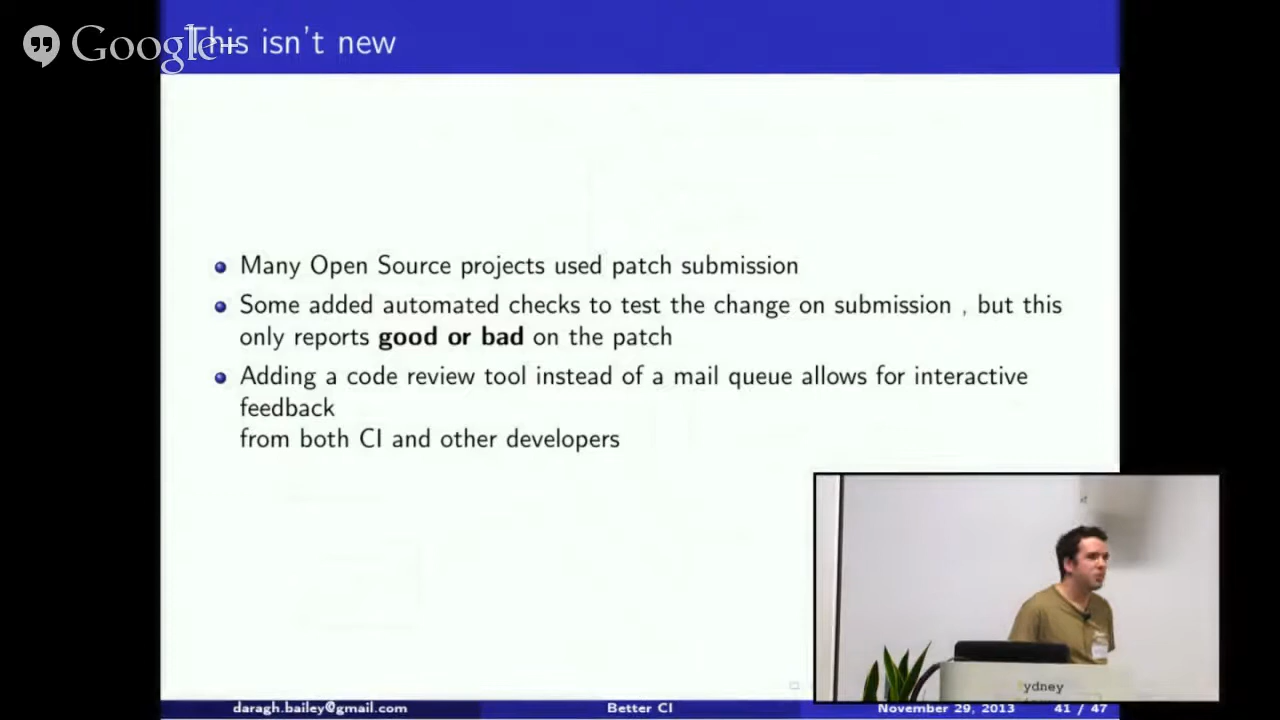 Google+
This isn't new
Many Open Source projects used patch submission
Some added automated checks to test the change on submission , but this
only reports good or bad on the patch
Adding a code review tool instead of a mail queue allows for interactive
feedback
from both CI and other developers
ydney
daragh.bailey@gmail.com
Better CI
November 29, 2013
41 / 47